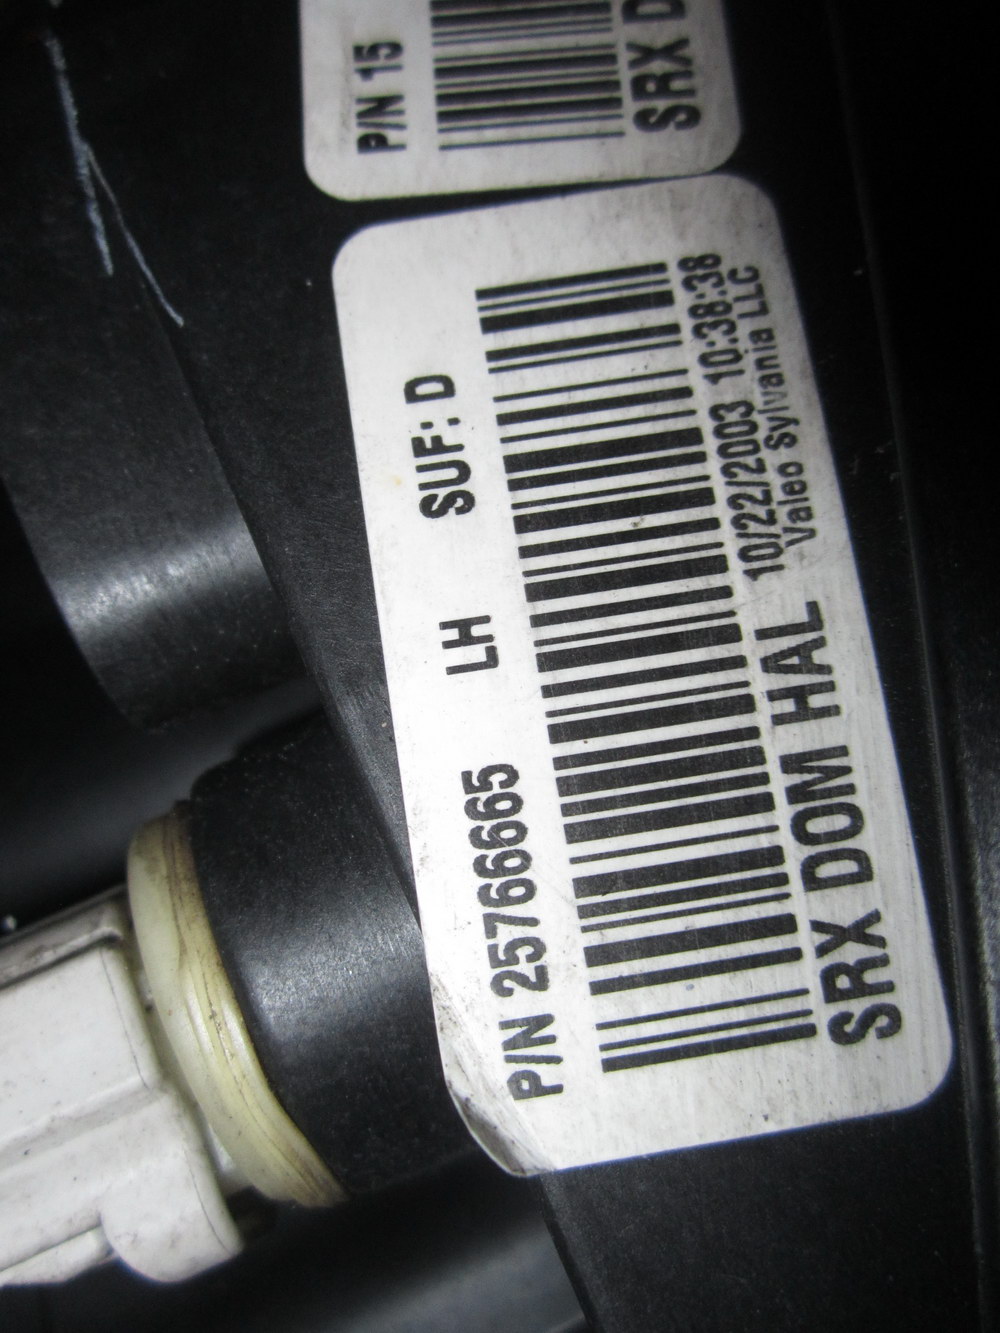 P/N 15
SRX D
P/N 25766665 LH SUF: D
SRX DOM HAL 10/22/2003 10:38:38
Valeo Sylvania LLC